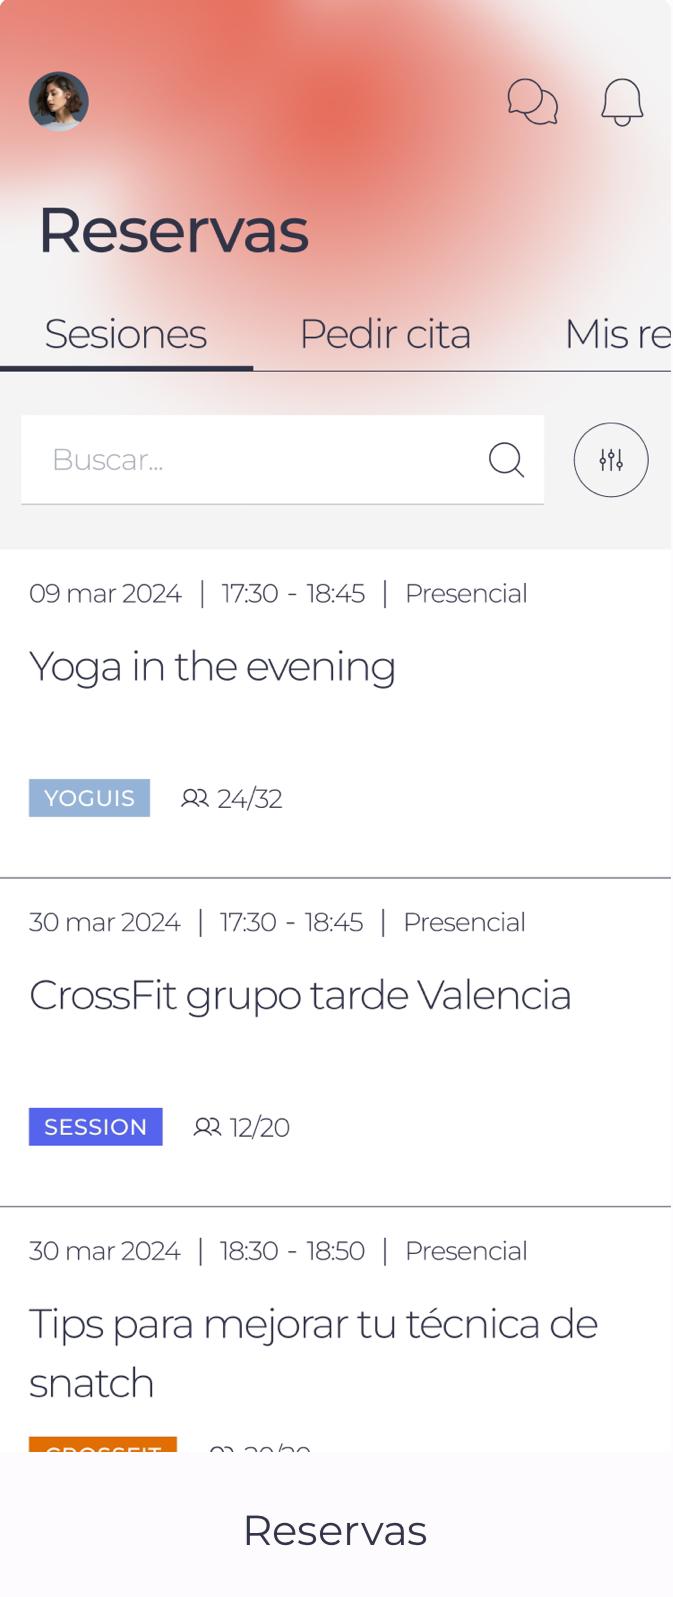 Reservas
Sesiones Pedir cita Mis re
Buscar...
09 mar 2024 | 17:30 - 18:45 | Presencial
Yoga in the evening
YOGUIS 24/32
30 mar 2024 | 17:30 - 18:45 | Presencial
CrossFit grupo tarde Valencia
SESSION 12/20
30 mar 2024 | 18:30 - 18:50 | Presencial
Tips para mejorar tu técnica de
snatch
CROSSFIT
Reservas